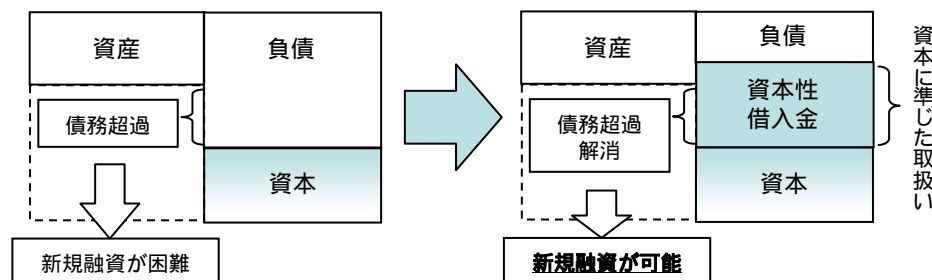 資産
負債
債務超過
資本
新規融資が困難
資産
負債
資本性
借入金
債務超過
解消
資本
新規融資が可能
資本に準じた取扱い